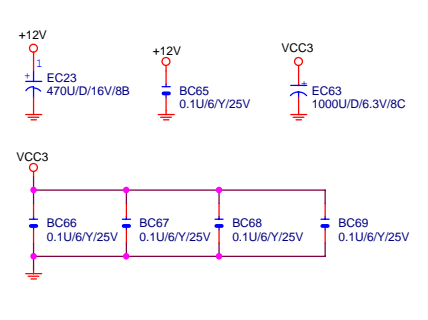 +12V
1
+
EC23
470U/D/16V/8B
+12V
BC65
0.1U/6/Y/25V
VCC3
+
EC63
1000U/D/6.3V/8C
VCC3
BC66
0.1U/6/Y/25V
BC67
0.1U/6/Y/25V
BC68
0.1U/6/Y/25V
BC69
0.1U/6/Y/25V